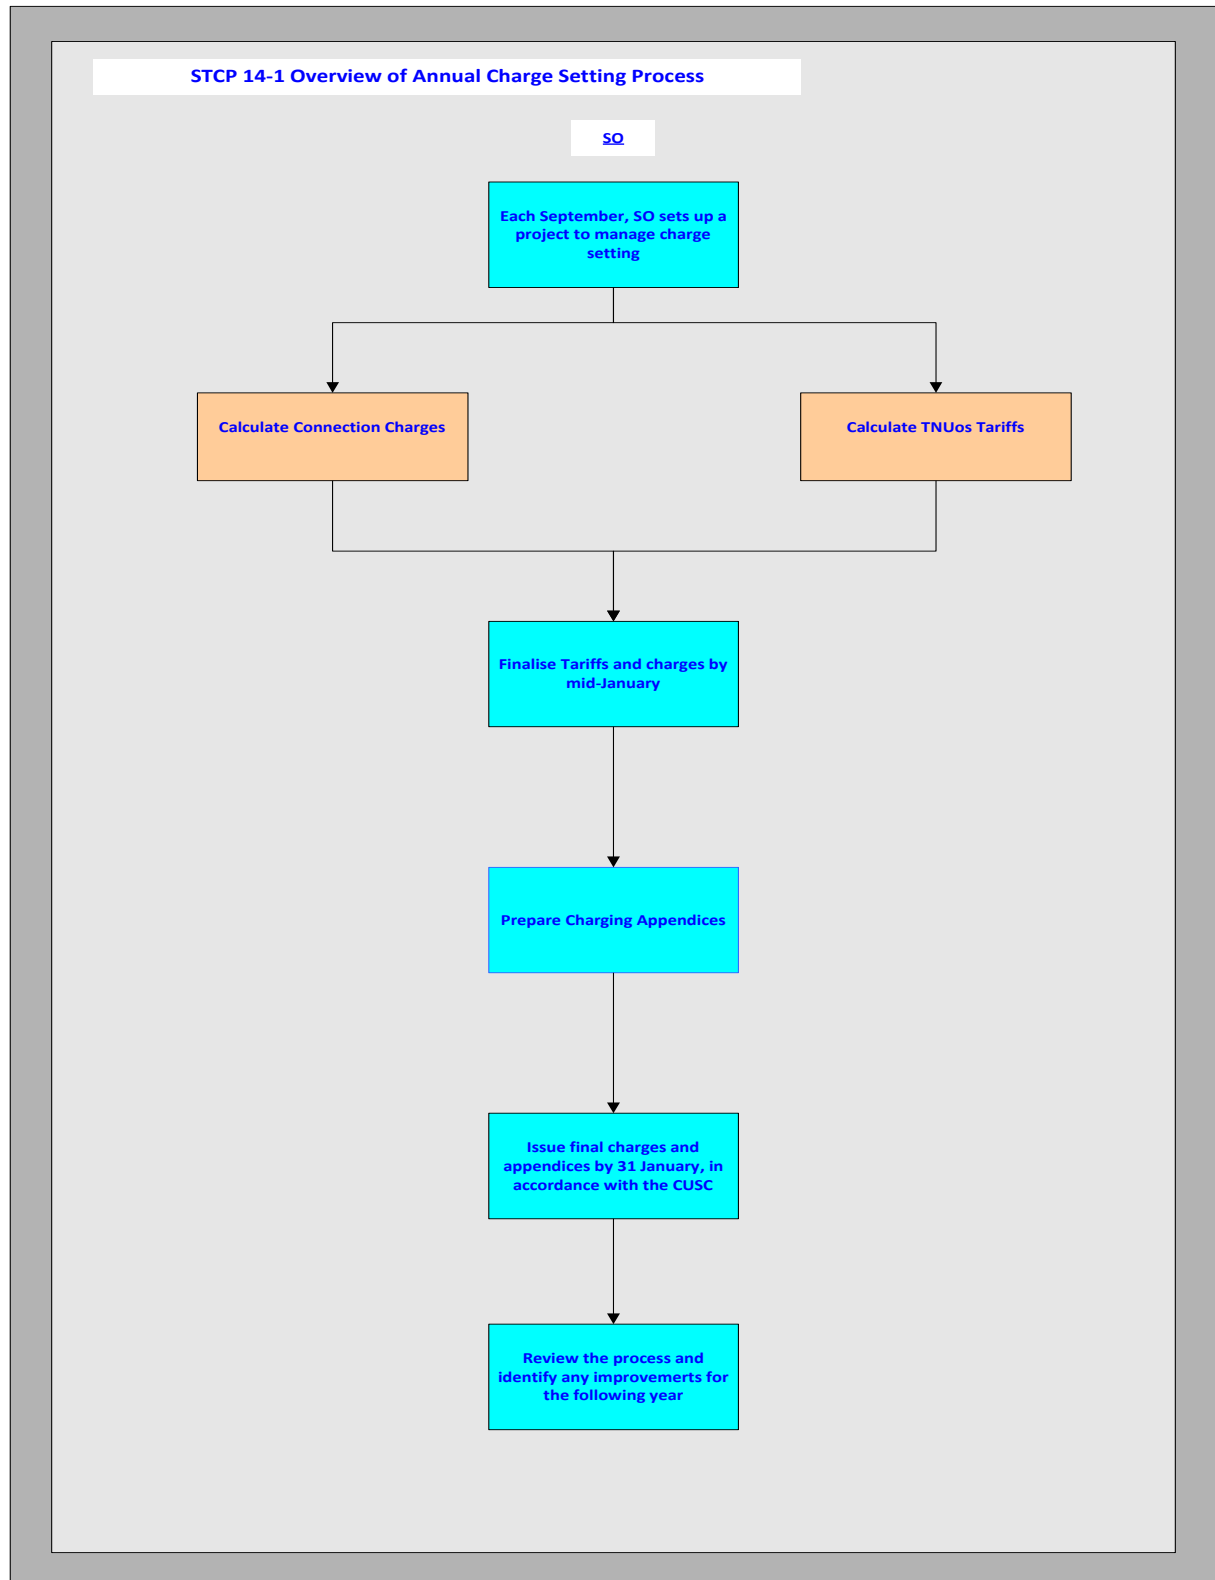 STCP 14-1 Overview of Annual Charge Setting Process
SO
Each September, SO sets up a
project to manage charge
setting
Calculate Connection Charges
Calculate TNUos Tariffs
Finalise Tariffs and charges by
mid-January
Prepare Charging Appendices
Issue final charges and
appendices by 31 January, in
accordance with the CUSC
Review the process and
identify any improvemerts for
the following year